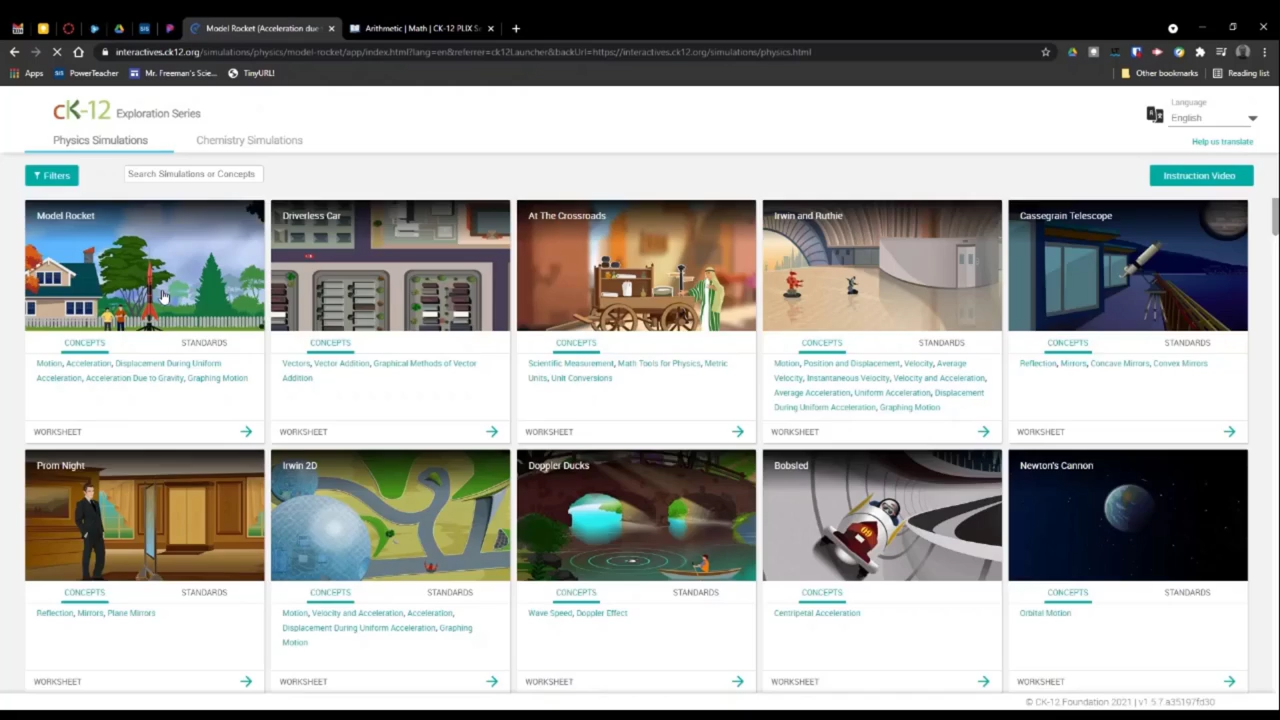 Model Rocket (Acceleration due
Arithmetic | Math | CK-12 PLIX Se
interactives.ck12.org/simulations/physics/model-rocket/app/index.html?lang=en&referrer=ck12Launcher&backUrl=https://interactives.ck12.org/simulations/physics.html
Apps
SIS
PowerTeacher
Mr. Freeman's Scie...
TinyURL!
Other bookmarks
Reading list
cK-12 Exploration Series
Language
English
Physics Simulations
Chemistry Simulations
Help us translate
Filters
Search Simulations or Concepts
Instruction Video
Model Rocket
CONCEPTS
STANDARDS
Motion, Acceleration, Displacement During Uniform
Acceleration, Acceleration Due to Gravity, Graphing Motion
WORKSHEET
Driverless Car
CONCEPTS
Vectors, Vector Addition, Graphical Methods of Vector
Addition
WORKSHEET
At The Crossroads
CONCEPTS
Scientific Measurement, Math Tools for Physics, Metric
Units, Unit Conversions
WORKSHEET
Irwin and Ruthie
CONCEPTS
STANDARDS
Motion, Position and Displacement, Velocity, Average
Velocity, Instantaneous Velocity, Velocity and Acceleration,
Average Acceleration, Uniform Acceleration, Displacement
During Uniform Acceleration, Graphing Motion
WORKSHEET
Cassegrain Telescope
CONCEPTS
STANDARDS
Reflection, Mirrors, Concave Mirrors, Convex Mirrors
WORKSHEET
Prom Night
CONCEPTS
STANDARDS
Reflection, Mirrors, Plane Mirrors
WORKSHEET
Irwin 2D
CONCEPTS
STANDARDS
Motion, Velocity and Acceleration, Acceleration,
Displacement During Uniform Acceleration, Graphing
Motion
WORKSHEET
Doppler Ducks
CONCEPTS
STANDARDS
Wave Speed, Doppler Effect
WORKSHEET
Bobsled
00
CONCEPTS
Centripetal Acceleration
WORKSHEET
Newton's Cannon
CONCEPTS
STANDARDS
Orbital Motion
WORKSHEET
© CK-12 Foundation 2021 | v1.5.7.a35197fd30